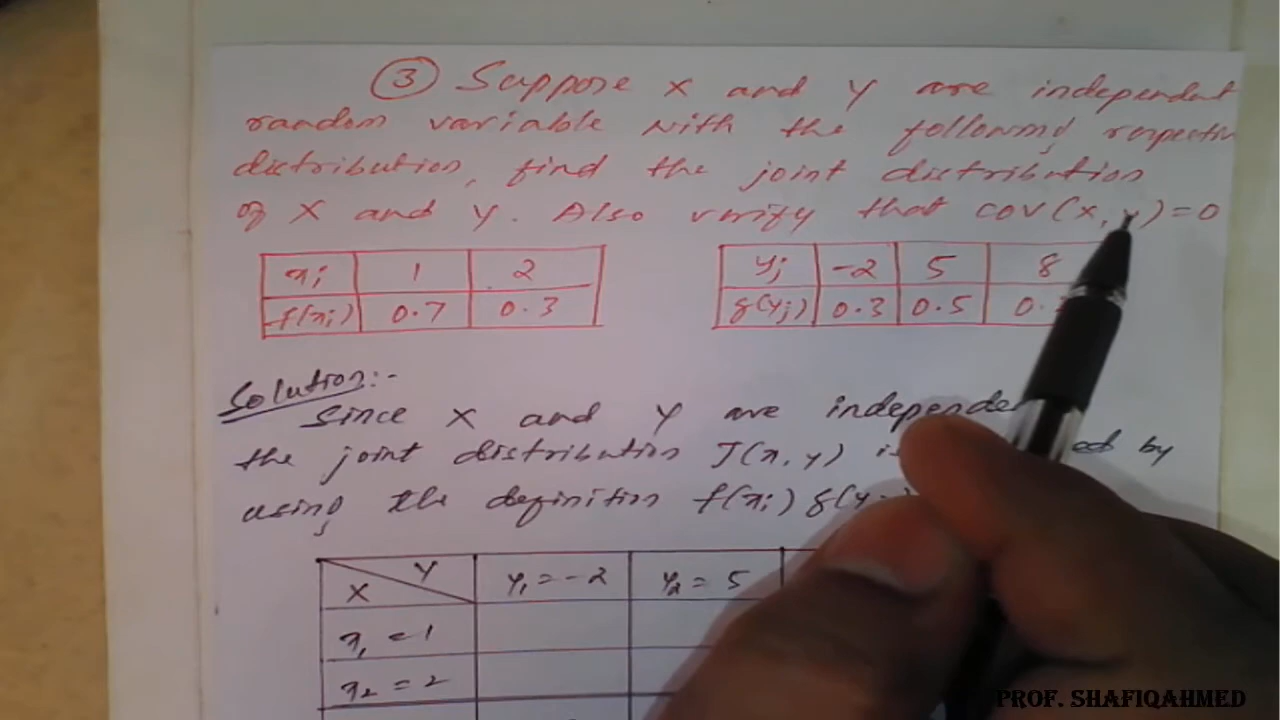 ③ Suppose X and Y are independent
random variable with the following respective
distribution, find the joint distribution
of X and Y. Also verify that COV(X, Y) = 0
xi 1 2
f(xi) 0.7 0.3
yj -2 5 8
g(yj) 0.3 0.5
Solution:-
Since X and Y are
the joint distribution J(x, y) by
using the definition f(xi) g(yj)
Y
X
y1 = -2 y2 = 5
x1 = 1
x2 = 2
PROF. SHAFIQAHMED